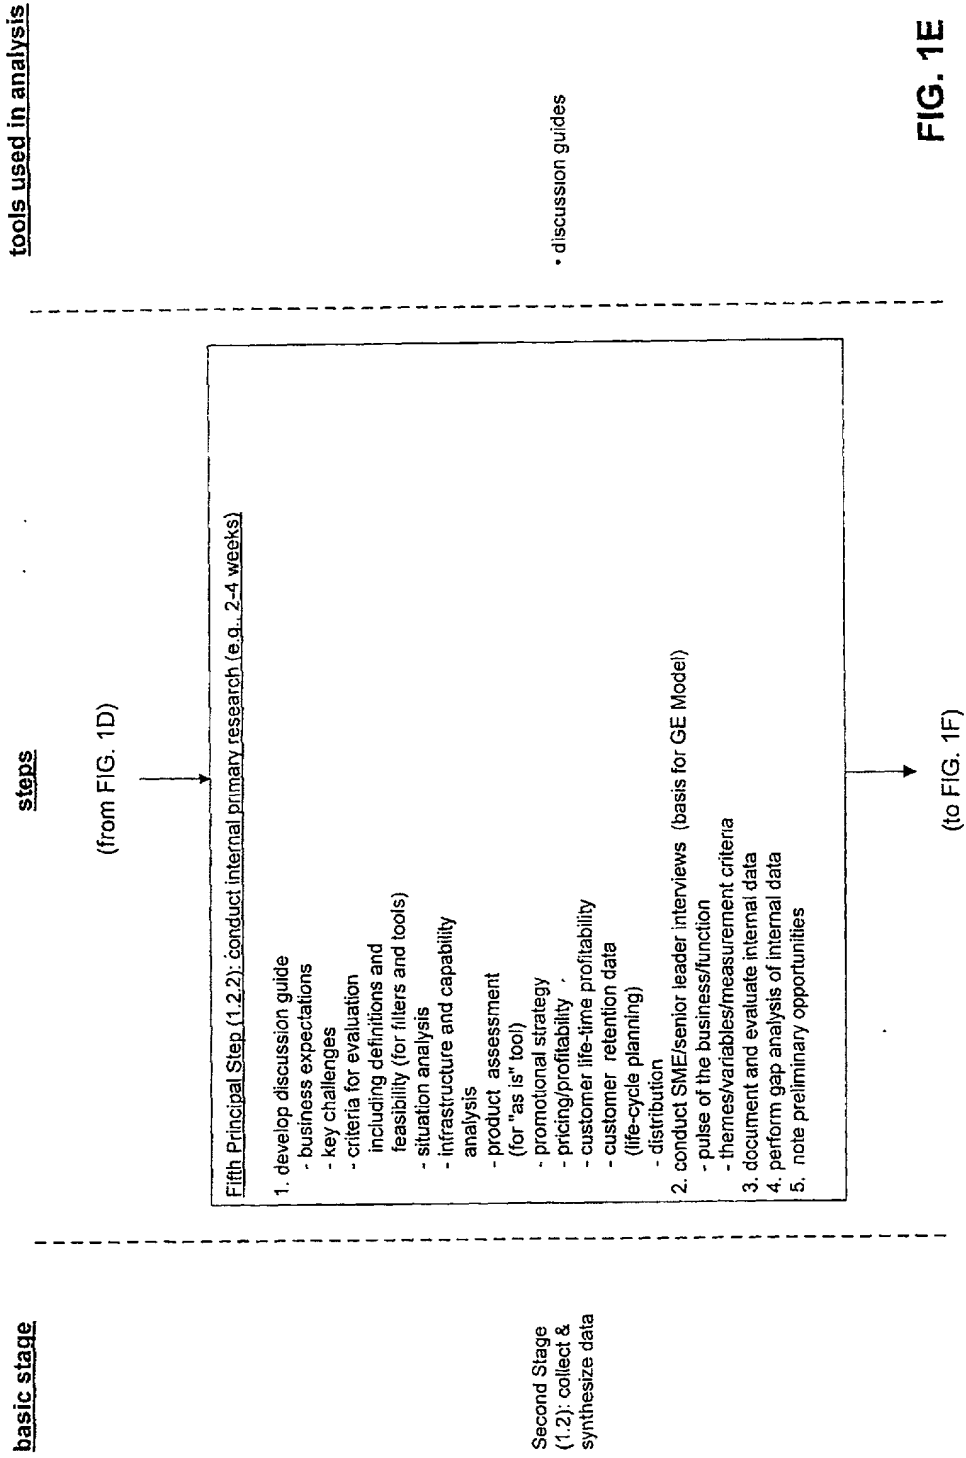 basic stage
steps
tools used in analysis
(from FIG. 1D)
Second Stage
(1.2): collect &
synthesize data
Fifth Principal Step (1.2.2): conduct internal primary research (e.g., 2-4 weeks)
1. develop discussion guide
- business expectations
- key challenges
- criteria for evaluation
including definitions and
feasibility (for filters and tools)
- situation analysis
- infrastructure and capability
analysis
- product assessment
(for "as is" tool)
- promotional strategy
- pricing/profitability
- customer life-time profitability
- customer retention data
(life-cycle planning)
- distribution
2. conduct SME/senior leader interviews (basis for GE Model)
- pulse of the business/function
- themes/variables/measurement criteria
3. document and evaluate internal data
4. perform gap analysis of internal data
5. note preliminary opportunities
• discussion guides
(to FIG. 1F)
FIG. 1E